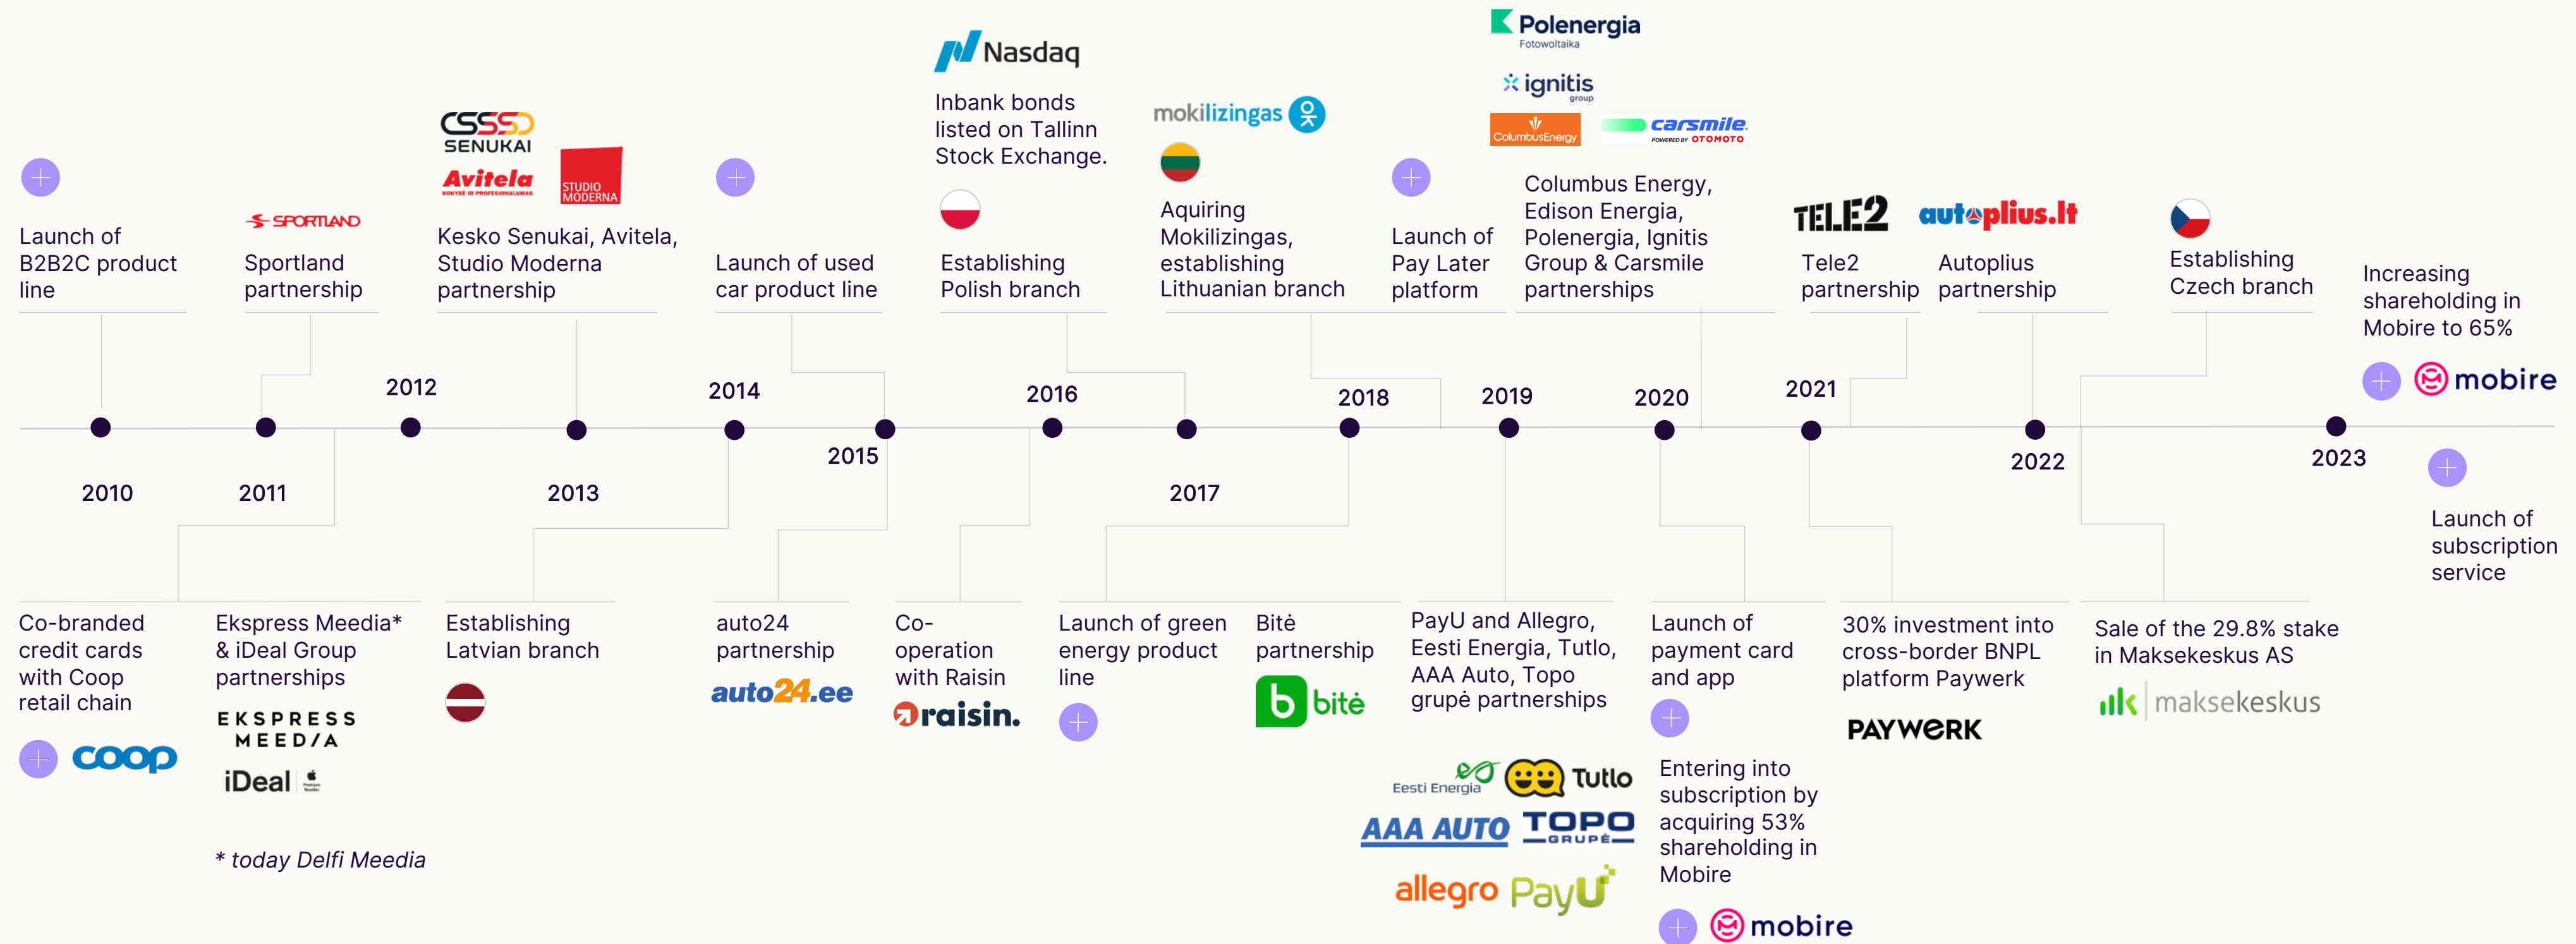 Launch of
B2B2C product
line
SPORTLAND
Sportland
partnership
CSSSD
SENUKAI
Avitela
KOKYBĖ IR PROFESIONALUMAS
STUDIO
MODERNA
Kesko Senukai, Avitela,
Studio Moderna
partnership
Launch of used
car product line
Nasdaq
Inbank bonds
listed on Tallinn
Stock Exchange.
Establishing
Polish branch
mokilizingas
Aquiring
Mokilizingas,
establishing
Lithuanian branch
Launch of
Pay Later
platform
Polenergia
Fotowoltaika
ignitis
group
ColumbusEnergy
carsmile
POWERED BY OTOMOTO
Columbus Energy,
Edison Energia,
Polenergia, Ignitis
Group & Carsmile
partnerships
TELE2
Tele2
partnership
autoplius.lt
Autoplius
partnership
Establishing
Czech branch
Increasing
shareholding in
Mobire to 65%
mobire
2010
2011
2012
2013
2014
2015
2016
2017
2018
2019
2020
2021
2022
2023
Launch of
subscription
service
Co-branded
credit cards
with Coop
retail chain
coop
Ekspress Meedia*
& iDeal Group
partnerships
EKSPRESS
MEED/A
iDeal
Premium
Reseller
* today Delfi Meedia
Establishing
Latvian branch
auto24
partnership
auto24.ee
Co-
operation
with Raisin
raisin.
Launch of green
energy product
line
Bitė
partnership
b bitė
PayU and Allegro,
Eesti Energia, Tutlo,
AAA Auto, Topo
grupė partnerships
Eesti Energia
Tutlo
AAA AUTO
TOPO
GRUPĖ
allegro
PayU
Launch of
payment card
and app
Entering into
subscription by
acquiring 53%
shareholding in
Mobire
mobire
30% investment into
cross-border BNPL
platform Paywerk
PAYWERK
Sale of the 29.8% stake
in Maksekeskus AS
maksekeskus